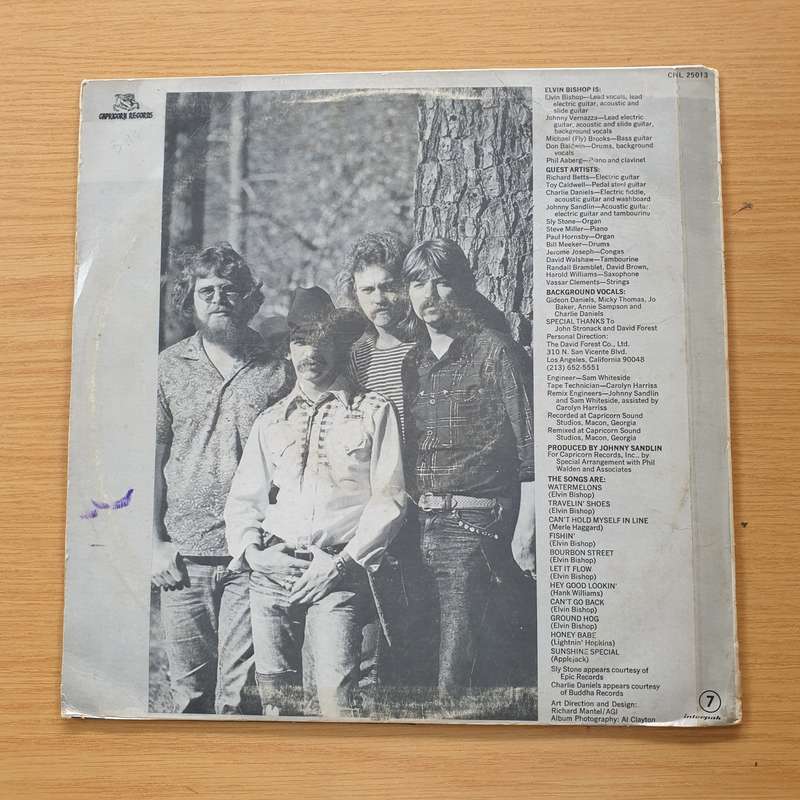 CAPRICORN RECORDS
CRL 25013
ELVIN BISHOP IS:
Elvin Bishop—Lead vocals, lead
electric guitar, acoustic and
slide guitar
Johnny Vernazza—Lead electric
guitar, acoustic and slide guitar,
background vocals
Michael (Fly) Brooks—Bass guitar
Don Baldwin—Drums, background
vocals
Phil Aaberg—Piano and clavinet
GUEST ARTISTS:
Richard Betts—Electric guitar
Toy Caldwell—Pedal steel guitar
Charlie Daniels—Electric fiddle,
acoustic guitar and washboard
Johnny Sandlin—Acoustic guitar,
electric guitar and tambourine
Sly Stone—Organ
Steve Miller—Piano
Paul Hornsby—Organ
Bill Meeker—Drums
Jerome Joseph—Congas
David Walshaw—Tambourine
Randall Bramblet, David Brown,
Harold Williams—Saxophone
Vassar Clements—Strings
BACKGROUND VOCALS:
Gideon Daniels, Micky Thomas, Jo
Baker, Annie Sampson and
Charlie Daniels
SPECIAL THANKS To
John Stronack and David Forest
Personal Direction:
The David Forest Co., Ltd.
310 N. San Vicente Blvd.
Los Angeles, California 90048
(213) 652-5551
Engineer—Sam Whiteside
Tape Technician—Carolyn Harriss
Remix Engineers—Johnny Sandlin
and Sam Whiteside, assisted by
Carolyn Harriss
Recorded at Capricorn Sound
Studios, Macon, Georgia
Remixed at Capricorn Sound
Studios, Macon, Georgia
PRODUCED BY JOHNNY SANDLIN
For Capricorn Records, Inc., by
Special Arrangement with Phil
Walden and Associates
THE SONGS ARE:
WATERMELONS
(Elvin Bishop)
TRAVELIN' SHOES
(Elvin Bishop)
CAN'T HOLD MYSELF IN LINE
(Merle Haggard)
FISHIN'
(Elvin Bishop)
BOURBON STREET
(Elvin Bishop)
LET IT FLOW
(Elvin Bishop)
HEY GOOD LOOKIN'
(Hank Williams)
CAN'T GO BACK
(Elvin Bishop)
GROUND HOG
(Elvin Bishop)
HONEY BABE
(Lightnin' Hopkins)
SUNSHINE SPECIAL
(Applejack)
Sly Stone appears courtesy of
Epic Records
Charlie Daniels appears courtesy
of Buddha Records
Art Direction and Design:
Richard Mantel/AGI
Album Photography: Al Clayton
7
interpak